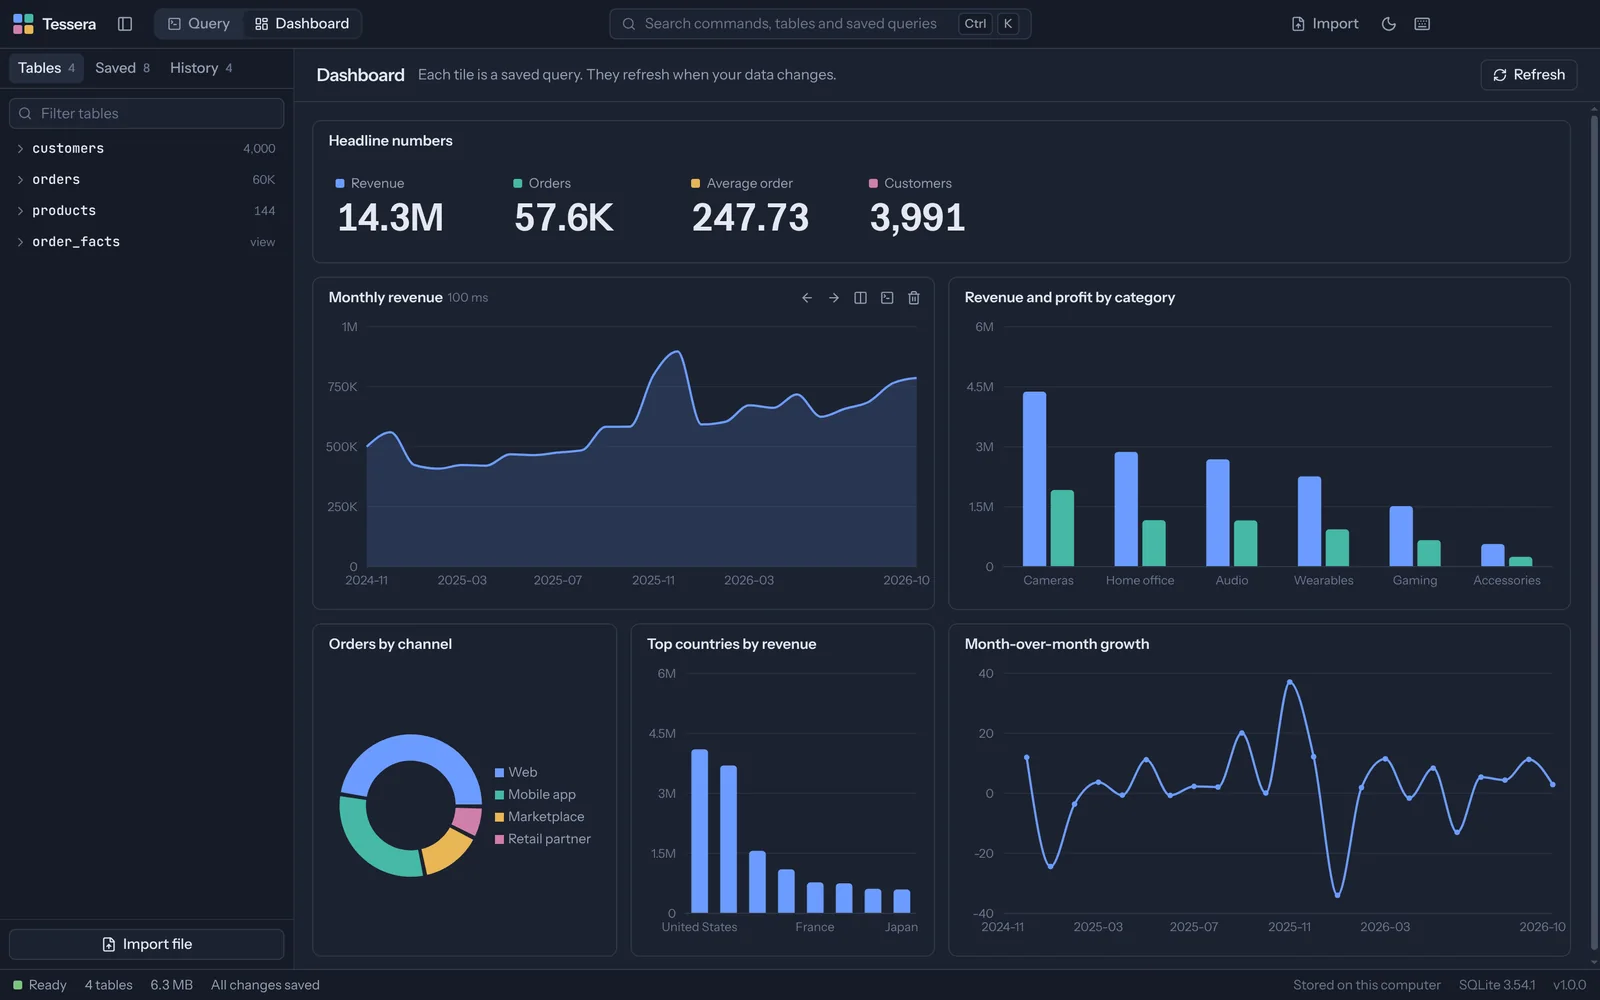 Tessera
Query
Dashboard
Search commands, tables and saved queries
Ctrl
K
Import
Tables 4
Saved 8
History 4
Filter tables
customers 4,000
orders 60K
products 144
order_facts view
Import file
Dashboard
Each tile is a saved query. They refresh when your data changes.
Refresh
Headline numbers
Revenue
14.3M
Orders
57.6K
Average order
247.73
Customers
3,991
Monthly revenue 100 ms
1M
750K
500K
250K
0
2024-11 2025-03 2025-07 2025-11 2026-03 2026-10
Revenue and profit by category
6M
4.5M
3M
1.5M
0
Cameras Home office Audio Wearables Gaming Accessories
Orders by channel
Web
Mobile app
Marketplace
Retail partner
Top countries by revenue
6M
4.5M
3M
1.5M
0
United States France Japan
Month-over-month growth
40
20
0
-20
-40
2024-11 2025-03 2025-07 2025-11 2026-03 2026-10
Ready
4 tables
6.3 MB
All changes saved
Stored on this computer
SQLite 3.54.1
v1.0.0